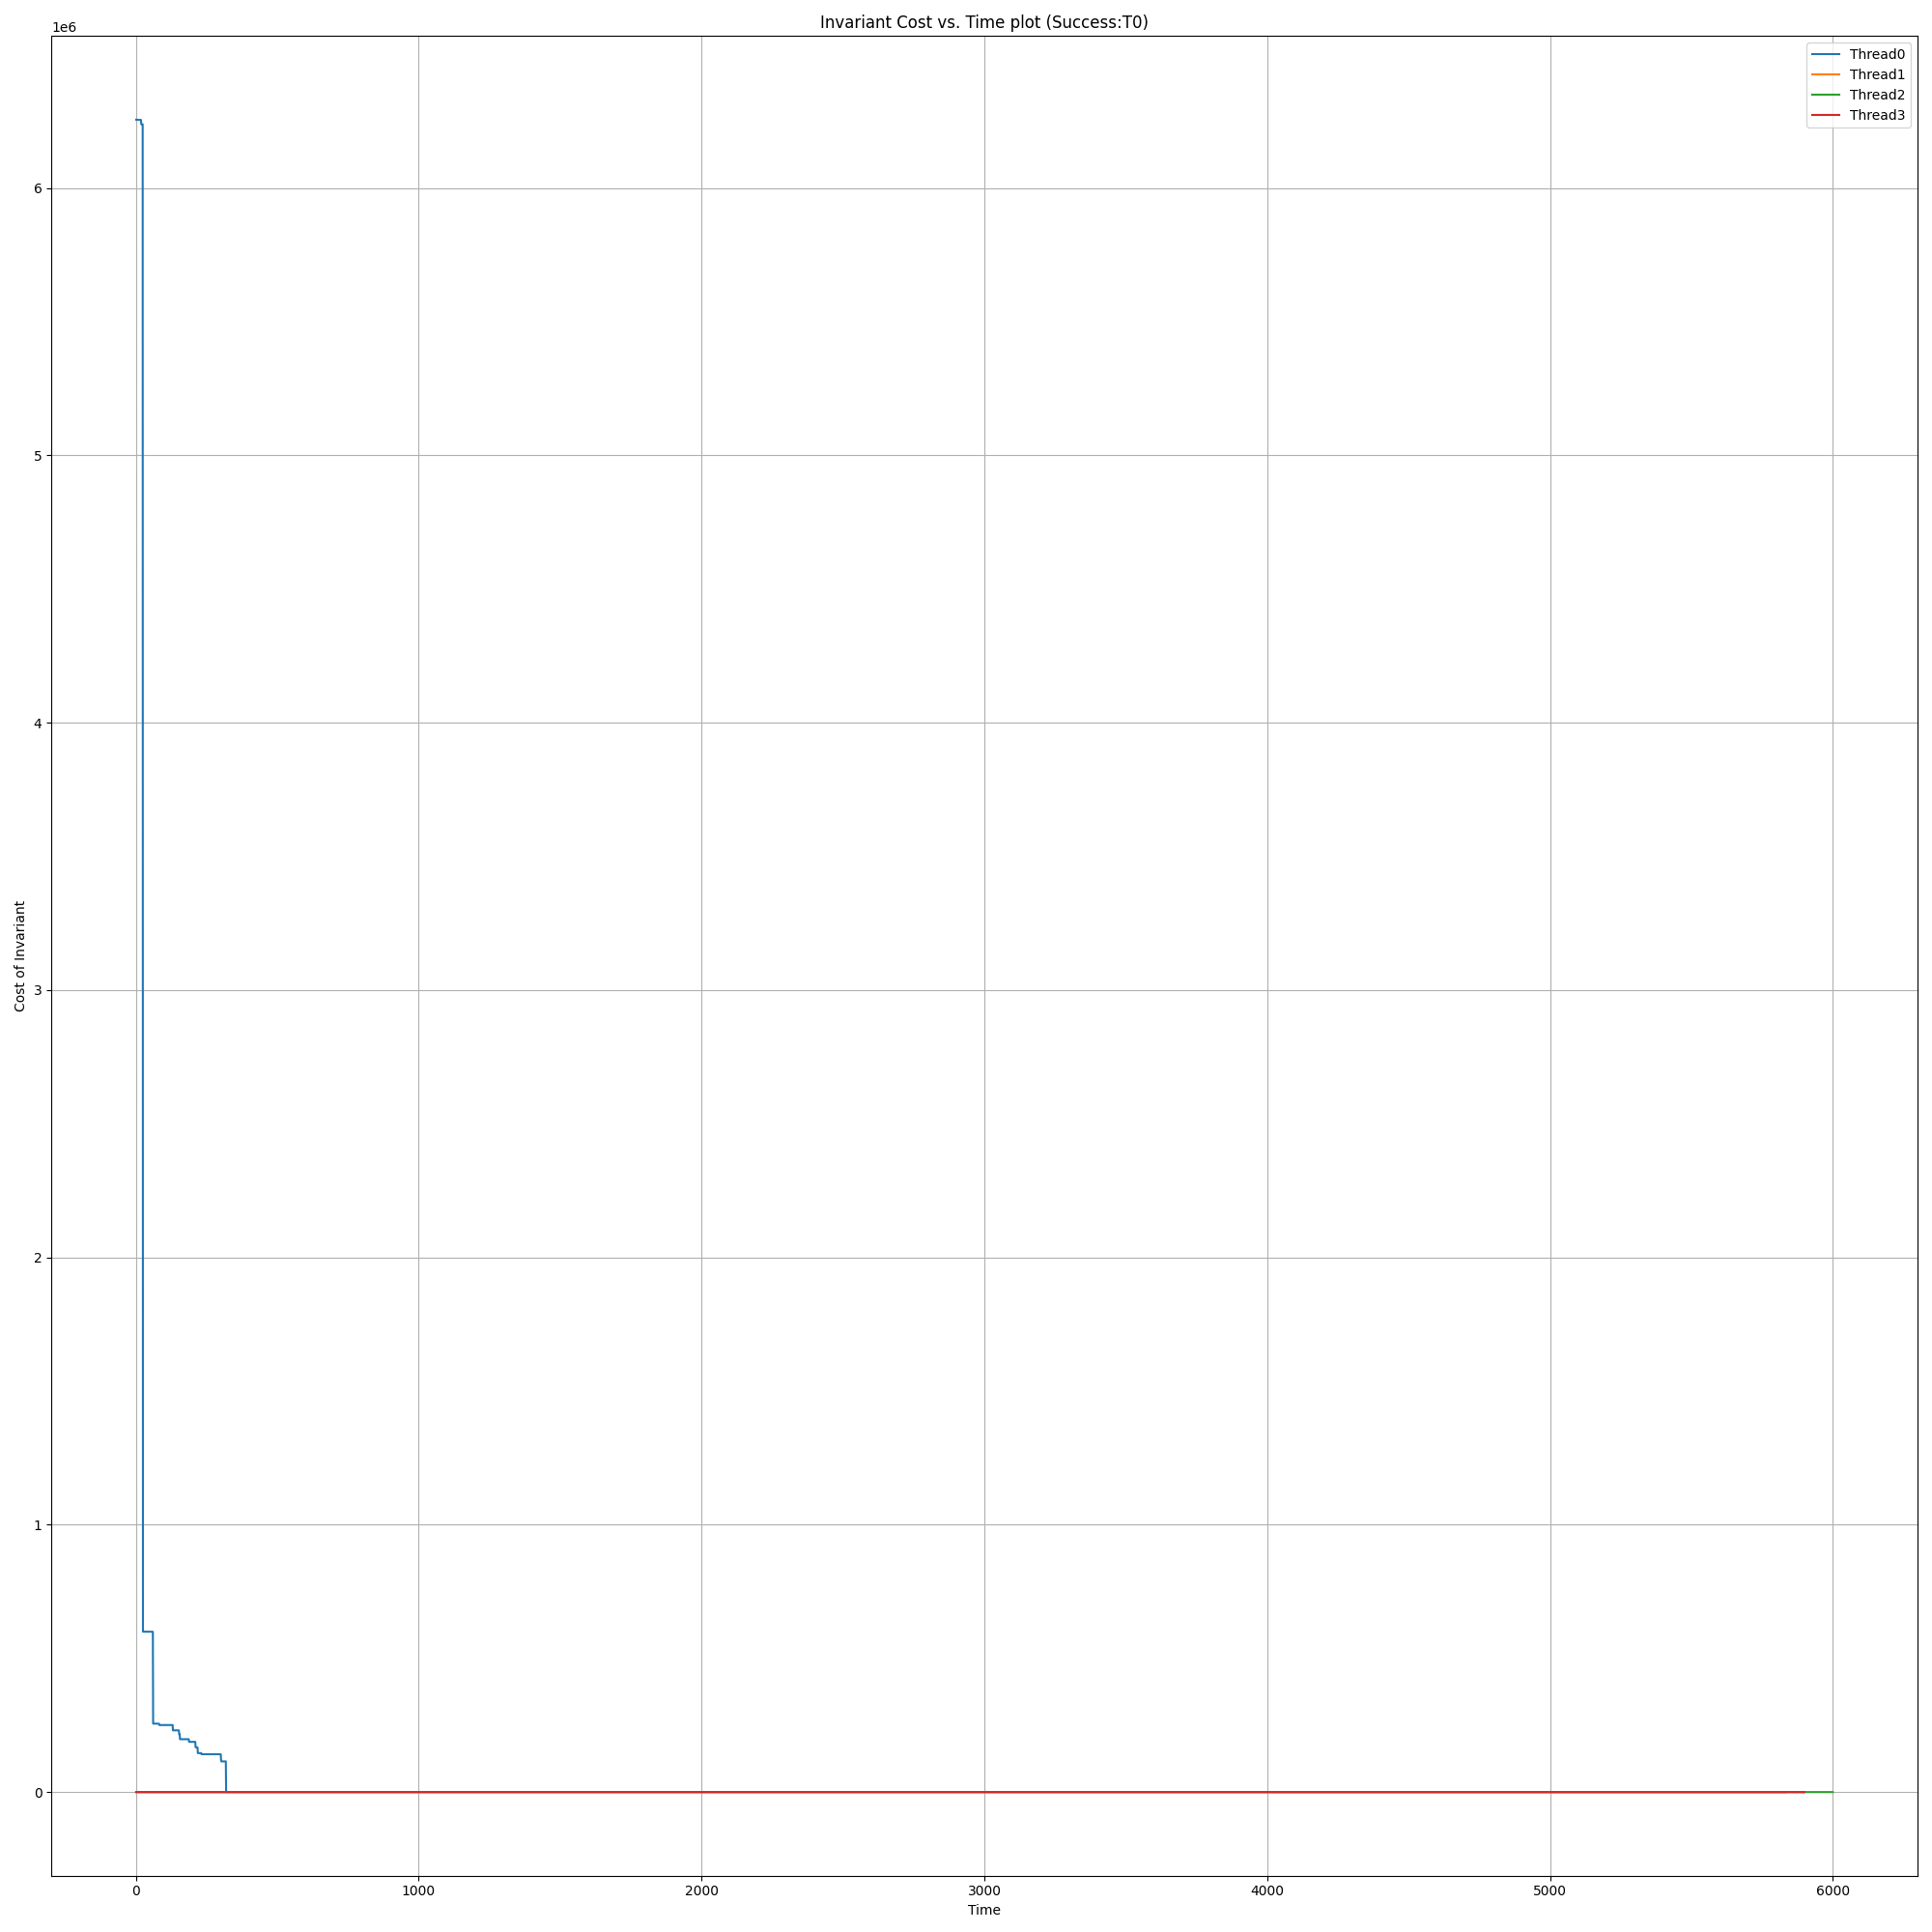 Invariant Cost vs. Time plot (Success:T0)
1e6
Thread0
Thread1
Thread2
Thread3
6
5
4
3
2
1
0
Cost of Invariant
0 1000 2000 3000 4000 5000 6000
Time